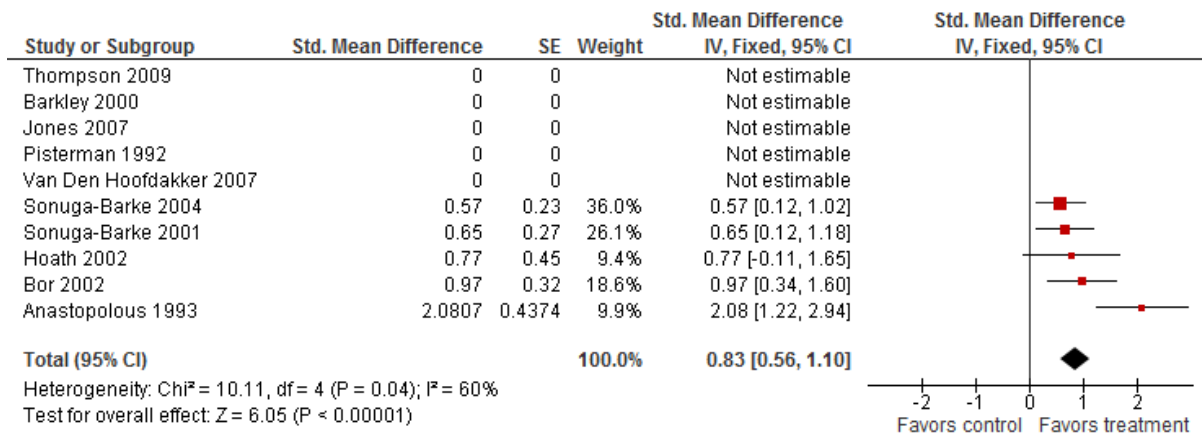 Std. Mean Difference Std. Mean Difference
Study or Subgroup Std. Mean Difference SE Weight IV, Fixed, 95% CI IV, Fixed, 95% CI
Thompson 2009 0 0 Not estimable
Barkley 2000 0 0 Not estimable
Jones 2007 0 0 Not estimable
Pisterman 1992 0 0 Not estimable
Van Den Hoofdakker 2007 0 0 Not estimable
Sonuga-Barke 2004 0.57 0.23 36.0% 0.57 [0.12, 1.02]
Sonuga-Barke 2001 0.65 0.27 26.1% 0.65 [0.12, 1.18]
Hoath 2002 0.77 0.45 9.4% 0.77 [-0.11, 1.65]
Bor 2002 0.97 0.32 18.6% 0.97 [0.34, 1.60]
Anastopolous 1993 2.0807 0.4374 9.9% 2.08 [1.22, 2.94]
Total (95% CI) 100.0% 0.83 [0.56, 1.10]
Heterogeneity: Chi² = 10.11, df = 4 (P = 0.04); I² = 60%
Test for overall effect: Z = 6.05 (P < 0.00001)
-2 -1 0 1 2
Favors control Favors treatment